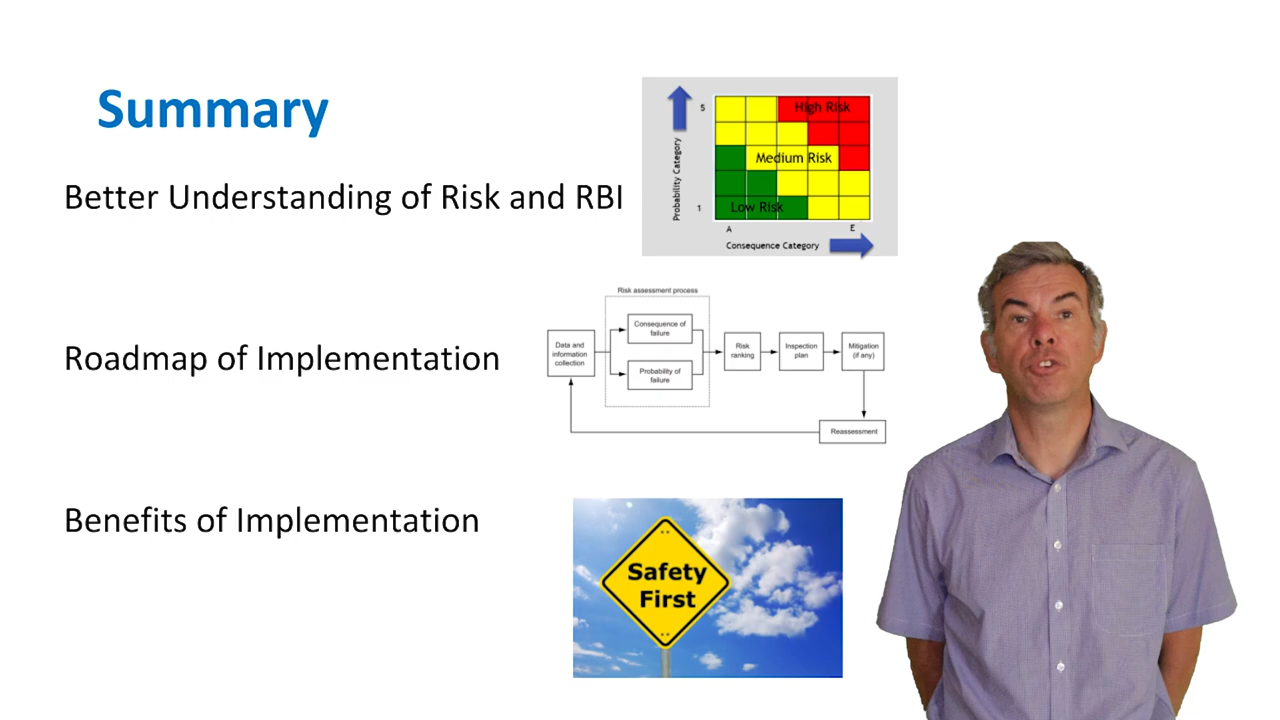 Summary
Better Understanding of Risk and RBI
Probability Category
5
1
High Risk
Medium Risk
Low Risk
A
E
Consequence Category
Roadmap of Implementation
Risk assessment process
Data and
information
collection
Consequence of
failure
Probability of
failure
Risk
ranking
Inspection
plan
Mitigation
(if any)
Reassessment
Benefits of Implementation
Safety
First